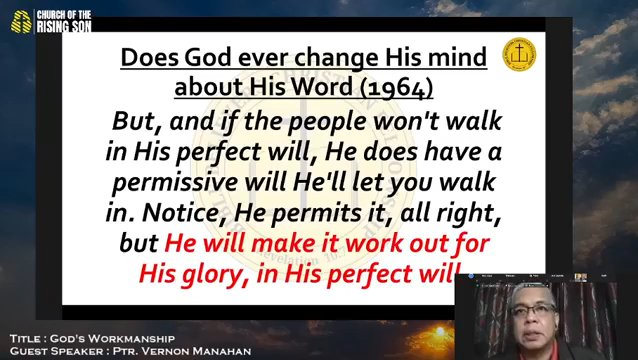 CHURCH OF THE
RISING SON
Does God ever change His mind
about His Word (1964)
But, and if the people won't walk
in His perfect will, He does have a
permissive will He'll let you walk
in. Notice, He permits it, all right,
but He will make it work out for
His glory, in His perfect will.
Title : God's Workmanship
Guest Speaker : Ptr. Vernon Manahan